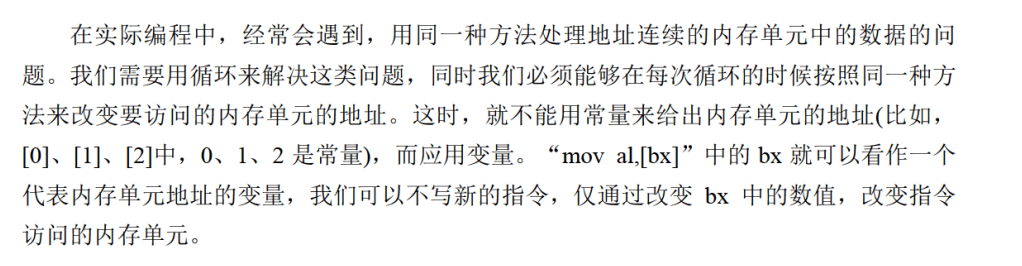 在实际编程中，经常会遇到，用同一种方法处理地址连续的内存单元中的数据的问
题。我们需要用循环来解决这类问题，同时我们必须能够在每次循环的时候按照同一种方
法来改变要访问的内存单元的地址。这时，就不能用常量来给出内存单元的地址(比如，
[0]、[1]、[2]中，0、1、2 是常量)，而应用变量。“mov al,[bx]”中的 bx 就可以看作一个
代表内存单元地址的变量，我们可以不写新的指令，仅通过改变 bx 中的数值，改变指令
访问的内存单元。